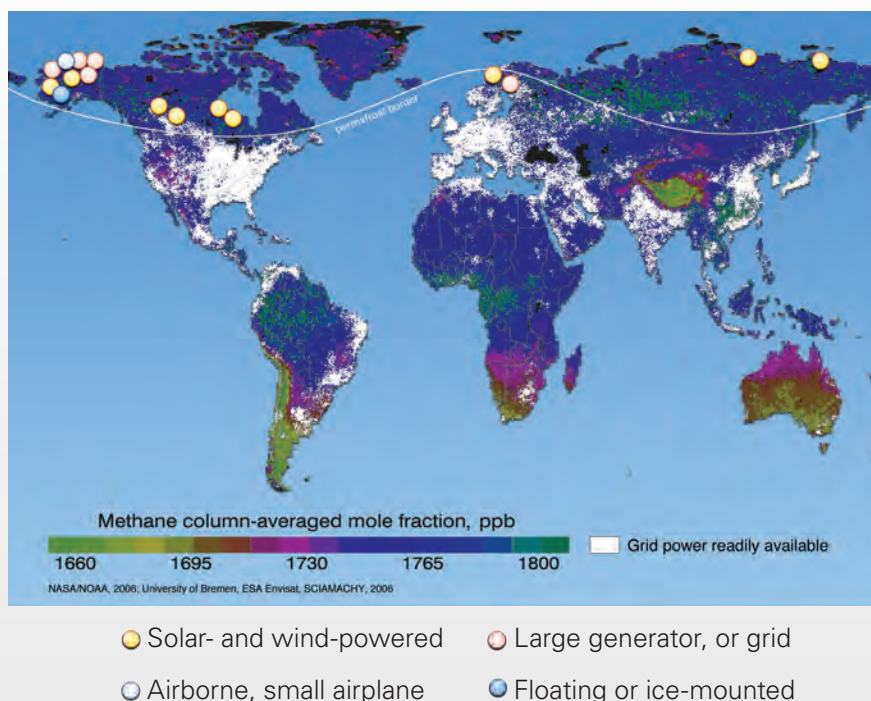 permafrost border
Methane column-averaged mole fraction, ppb
Grid power readily available
1660 1695 1730 1765 1800
NASA/NOAA, 2006; University of Bremen, ESA Envisat, SCIAMACHY, 2006
Solar- and wind-powered Large generator, or grid
Airborne, small airplane Floating or ice-mounted